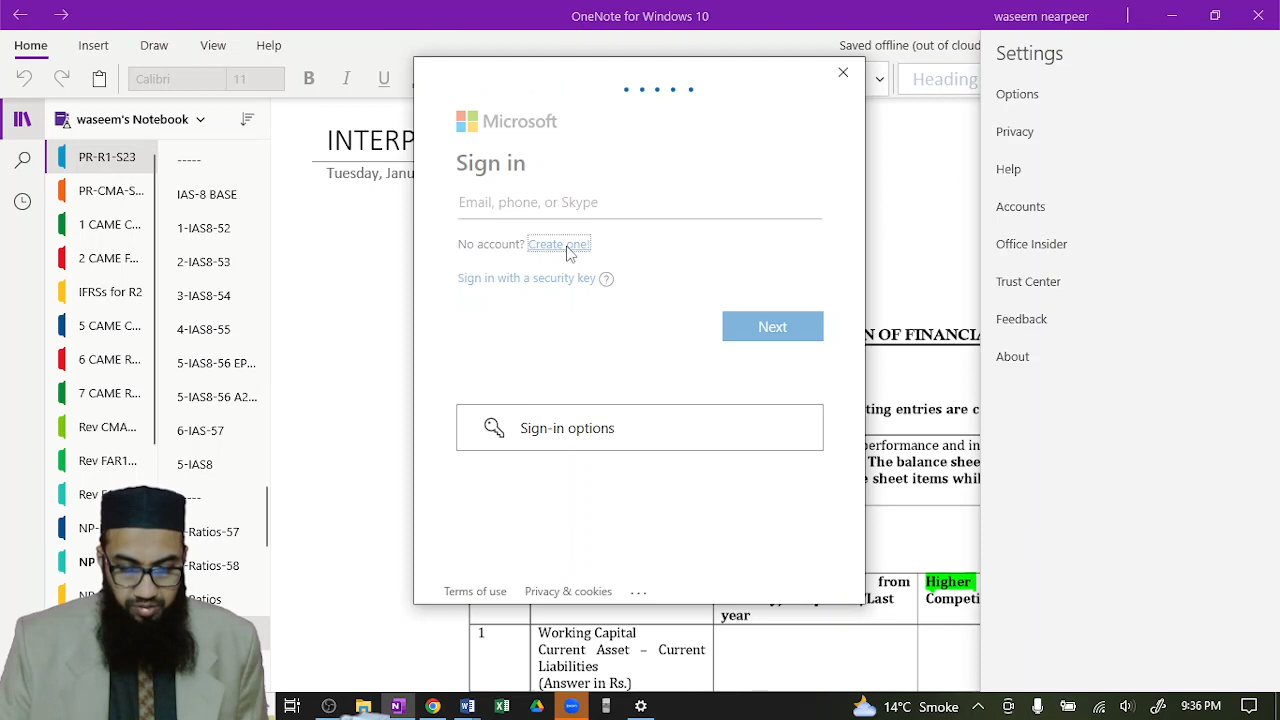 OneNote for Windows 10
waseem nearpeer
Home Insert Draw View Help
Saved offline (out of cloud
Calibri 11 B I U
Heading
waseem's Notebook
PR-R1-S23
PR-CMA-S...
1 CAME C...
2 CAME F...
IFRSs for R2
5 CAME C...
6 CAME R...
7 CAME R...
Rev CMA...
Rev FAR1...
NP
-----
IAS-8 BASE
1-IAS8-52
2-IAS8-53
3-IAS8-54
4-IAS8-55
5-IAS8-56 EP...
5-IAS8-56 A2...
6-IAS-57
5-IAS8
Ratios-57
Ratios-58
Ratios
INTERP
Tuesday, Janu
Microsoft
Sign in
Email, phone, or Skype
No account? Create one!
Sign in with a security key
Next
Sign-in options
Terms of use Privacy & cookies ...
N OF FINANCIA
ting entries are c
performance and in
The balance shee
e sheet items whil
from
/Last
year
Higher
Competi
1
Working Capital
Current Asset – Current
Liabilities
(Answer in Rs.)
Settings
Options
Privacy
Help
Accounts
Office Insider
Trust Center
Feedback
About
14°C Smoke
9:36 PM